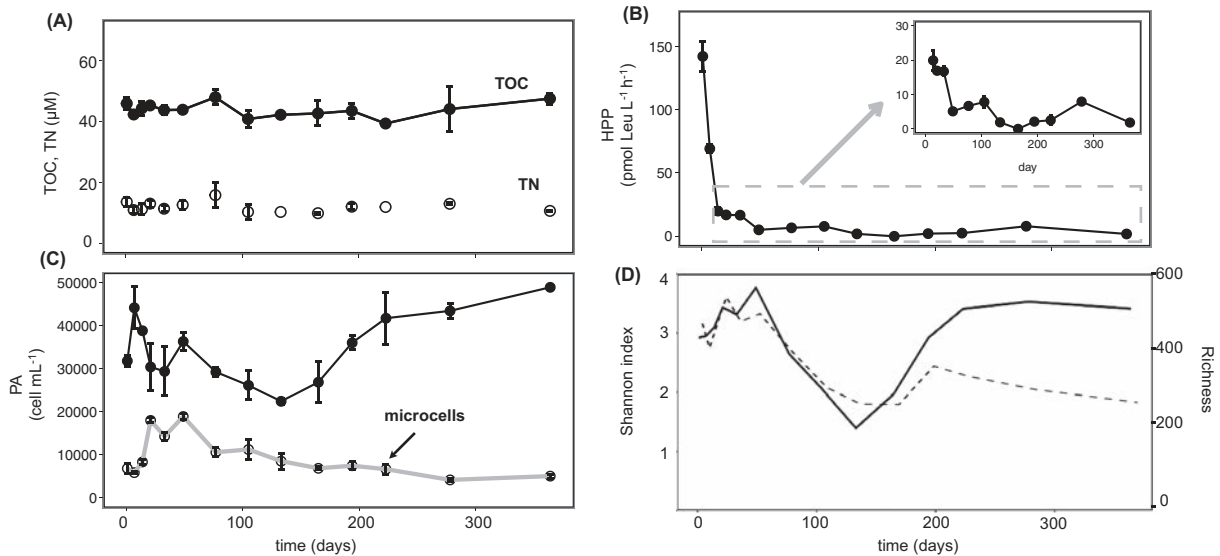 (A)
60
40
20
0
TOC, TN (µM)
TOC
TN
(B)
150
100
50
0
HPP
(pmol Leu L⁻¹ h⁻¹)
30
20
10
0
0
100
200
300
day
(C)
50000
40000
30000
20000
10000
0
PA
(cell mL⁻¹)
microcells
0
100
200
300
time (days)
(D)
4
3
2
1
Shannon index
600
400
200
0
Richness
0
100
200
300
time (days)